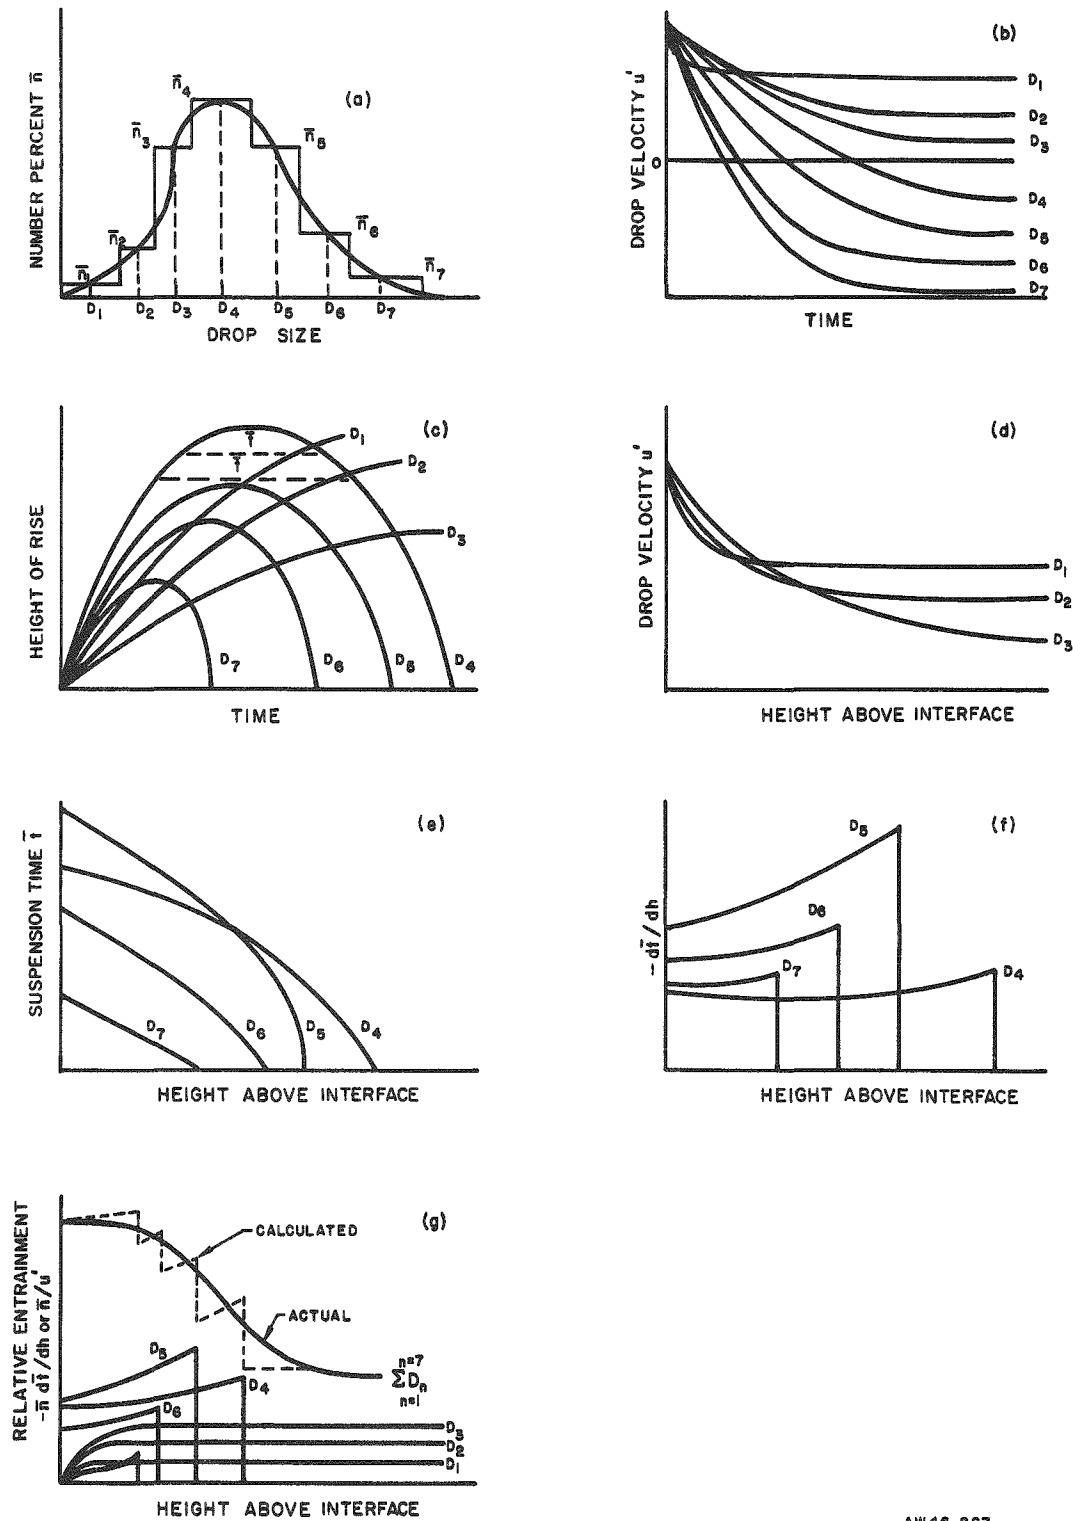 NUMBER PERCENT n̄
(a)
n̄4
n̄3
n̄5
n̄2
n̄6
n̄1
n̄7
D1 D2 D3 D4 D5 D6 D7
DROP SIZE
DROP VELOCITY u'
(b)
0
D1
D2
D3
D4
D5
D6
D7
TIME
HEIGHT OF RISE
(c)
t̄
t̄
D1
D2
D3
D7 D6 D5 D4
TIME
DROP VELOCITY u'
(d)
D1
D2
D3
HEIGHT ABOVE INTERFACE
SUSPENSION TIME t̄
(e)
D7 D6 D5 D4
HEIGHT ABOVE INTERFACE
-dt̄/dh
(f)
D5
D6
D7
D4
HEIGHT ABOVE INTERFACE
RELATIVE ENTRAINMENT
-n̄ dt̄/dh or n̄/u'
(g)
CALCULATED
ACTUAL
n=7
ΣDn
n=1
D5
D4
D6
D3
D2
D1
HEIGHT ABOVE INTERFACE